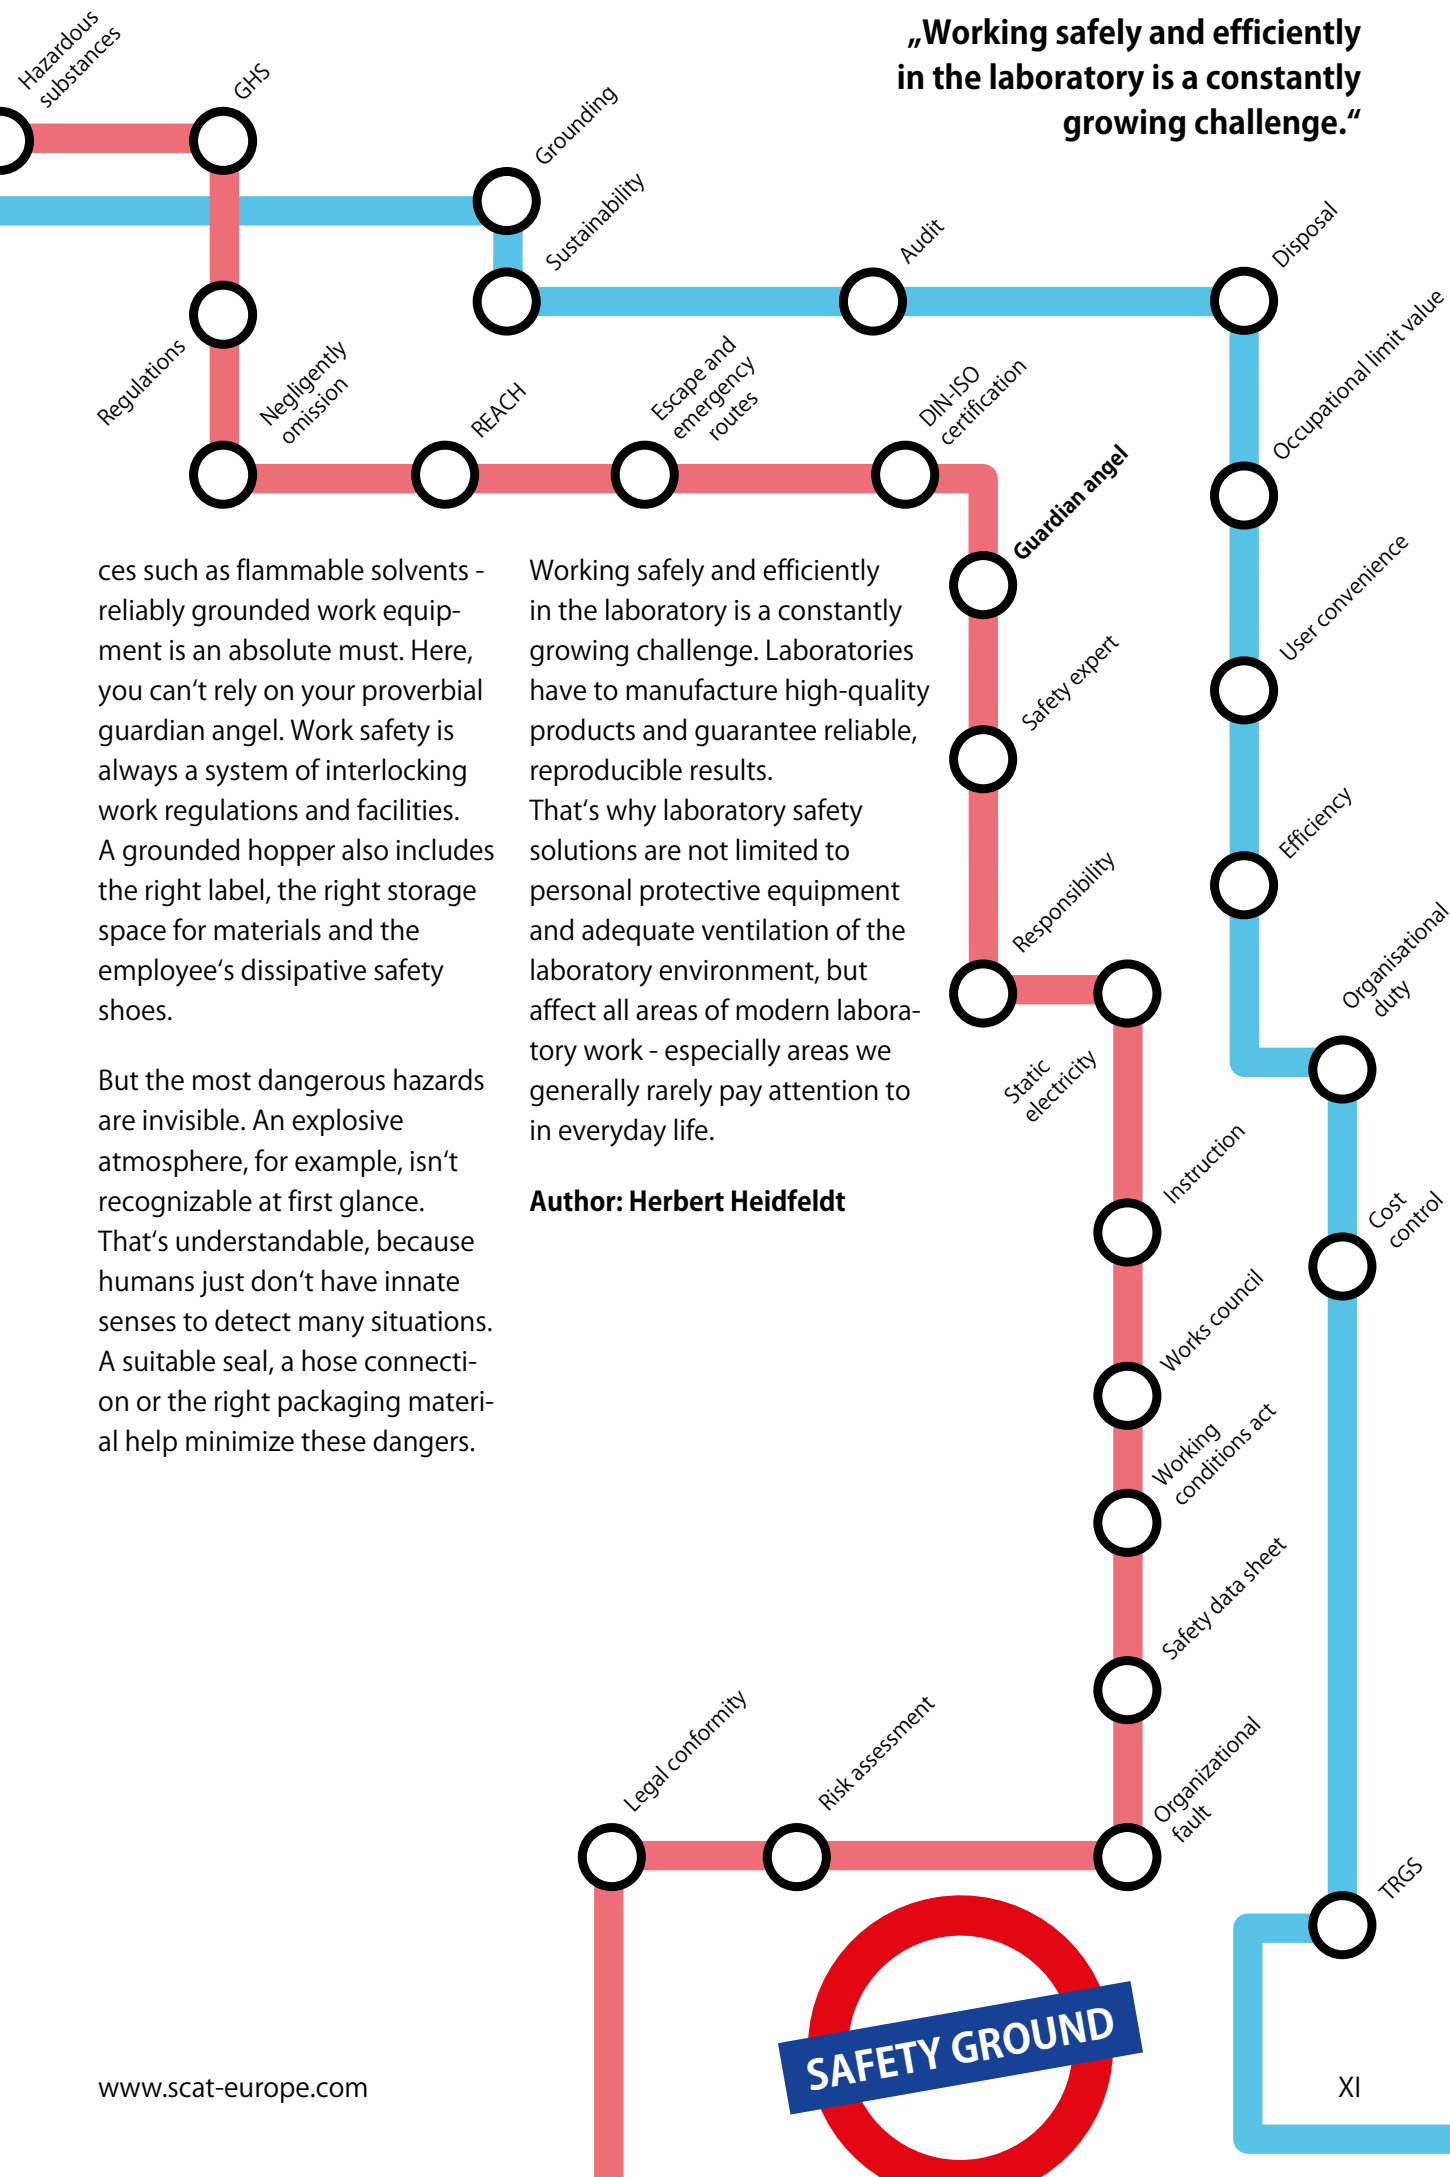 „Working safely and efficiently
in the laboratory is a constantly
growing challenge.“
Hazardous
substances
GHS
Grounding
Sustainability
Audit
Disposal
Regulations
Negligently
omission
REACH
Escape and
emergency
routes
DIN-ISO
certification
Occupational limit value
Guardian angel
User convenience
Safety expert
Efficiency
Responsibility
Organisational
duty
Static
electricity
Instruction
Cost
control
Works council
Working
conditions act
Safety data sheet
Legal conformity
Risk assessment
Organizational
fault
TRGS
ces such as flammable solvents -
reliably grounded work equip-
ment is an absolute must. Here,
you can‘t rely on your proverbial
guardian angel. Work safety is
always a system of interlocking
work regulations and facilities.
A grounded hopper also includes
the right label, the right storage
space for materials and the
employee‘s dissipative safety
shoes.
But the most dangerous hazards
are invisible. An explosive
atmosphere, for example, isn‘t
recognizable at first glance.
That‘s understandable, because
humans just don‘t have innate
senses to detect many situations.
A suitable seal, a hose connecti-
on or the right packaging materi-
al help minimize these dangers.
Working safely and efficiently
in the laboratory is a constantly
growing challenge. Laboratories
have to manufacture high-quality
products and guarantee reliable,
reproducible results.
That‘s why laboratory safety
solutions are not limited to
personal protective equipment
and adequate ventilation of the
laboratory environment, but
affect all areas of modern labora-
tory work - especially areas we
generally rarely pay attention to
in everyday life.
Author: Herbert Heidfeldt
SAFETY GROUND
www.scat-europe.com
XI